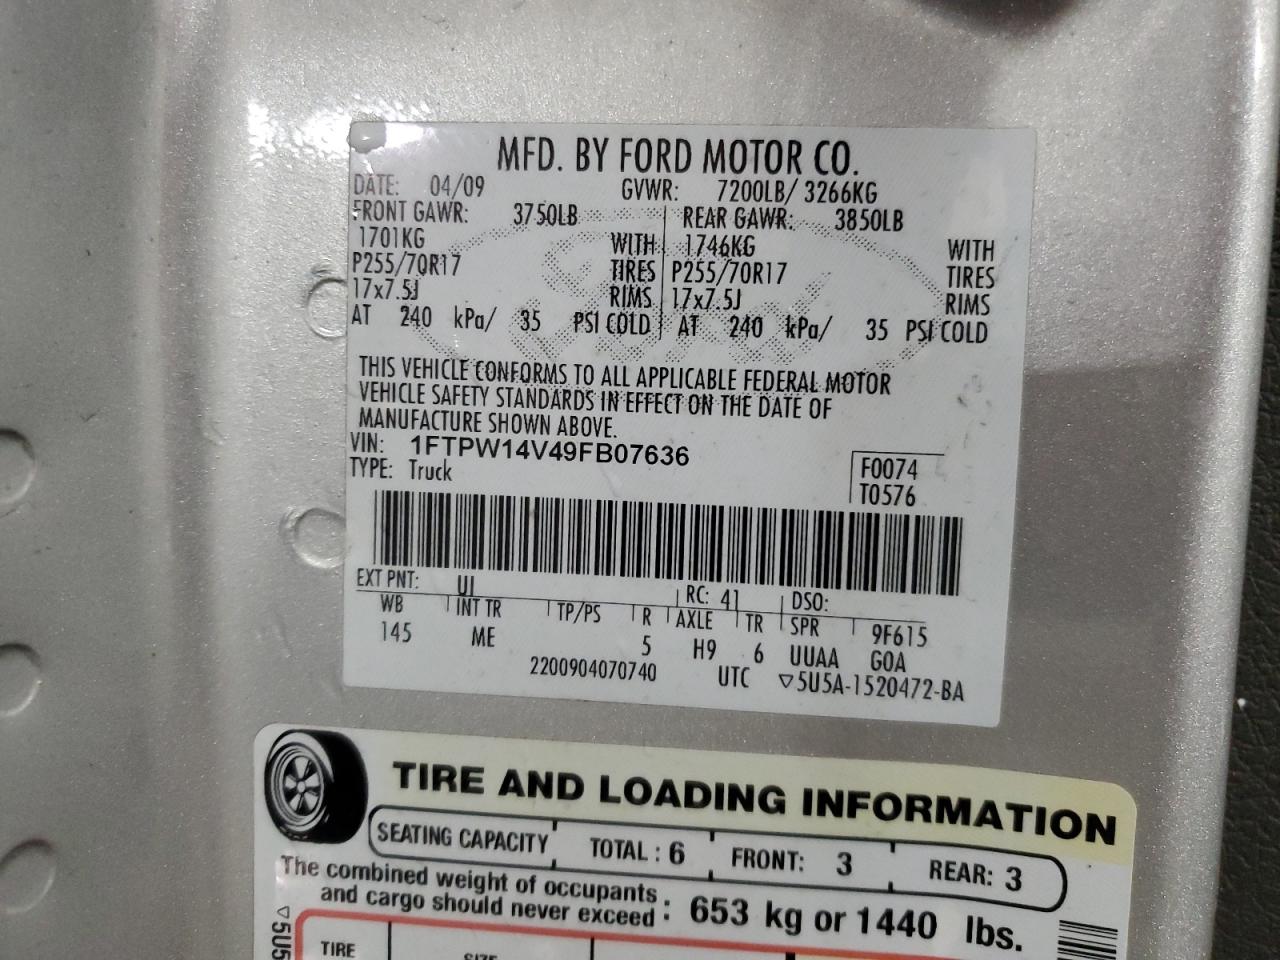 MFD. BY FORD MOTOR CO.
DATE: 04/09 GVWR: 7200LB/ 3266KG
FRONT GAWR: 3750LB REAR GAWR: 3850LB
1701KG WITH 1746KG WITH
P255/70R17 TIRES P255/70R17 TIRES
17x7.5J RIMS 17x7.5J RIMS
AT 240 kPa/ 35 PSI COLD AT 240 kPa/ 35 PSI COLD
THIS VEHICLE CONFORMS TO ALL APPLICABLE FEDERAL MOTOR
VEHICLE SAFETY STANDARDS IN EFFECT ON THE DATE OF
MANUFACTURE SHOWN ABOVE.
VIN: 1FTPW14V49FB07636
TYPE: Truck
F0074
T0576
EXT PNT: UJ RC: 41 DSO:
WB INT TR TP/PS R AXLE TR SPR 9F615
145 ME 5 H9 6 UUAA GOA
2200904070740 UTC ▽5U5A-1520472-BA
TIRE AND LOADING INFORMATION
SEATING CAPACITY TOTAL : 6 FRONT: 3 REAR: 3
The combined weight of occupants
and cargo should never exceed : 653 kg or 1440 lbs.
▽5U5
TIRE SIZE